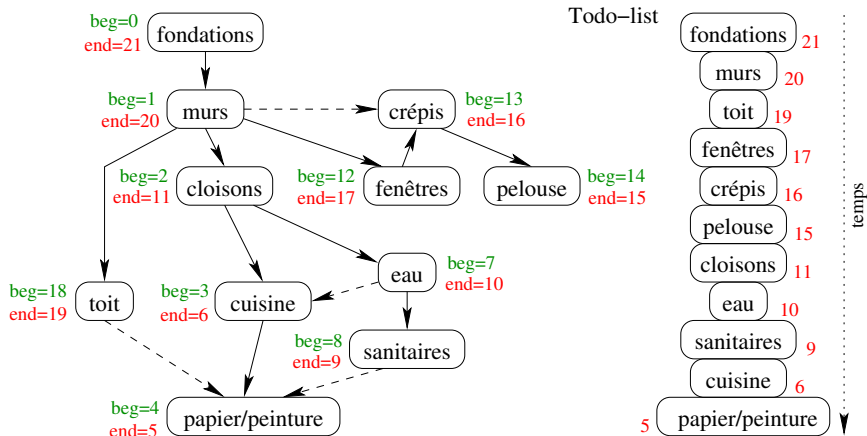 beg=0
end=21
fondations
beg=1
end=20
murs
crépis
beg=13
end=16
beg=2
end=11
cloisons
beg=12
end=17
fenêtres
pelouse
beg=14
end=15
beg=18
end=19
toit
beg=3
end=6
cuisine
eau
beg=7
end=10
beg=8
end=9
sanitaires
beg=4
end=5
papier/peinture
Todo−list
fondations 21
murs 20
toit 19
fenêtres 17
crépis 16
pelouse 15
cloisons 11
eau 10
sanitaires 9
cuisine 6
5 papier/peinture
temps